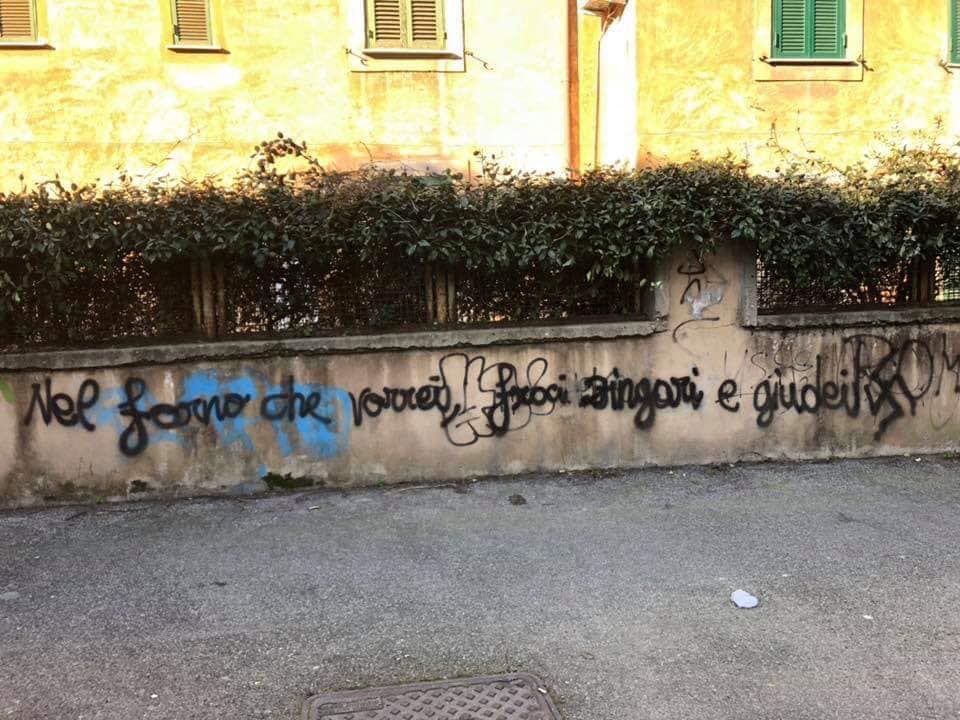 Nel forno che vorrei, froci zingari e giudei